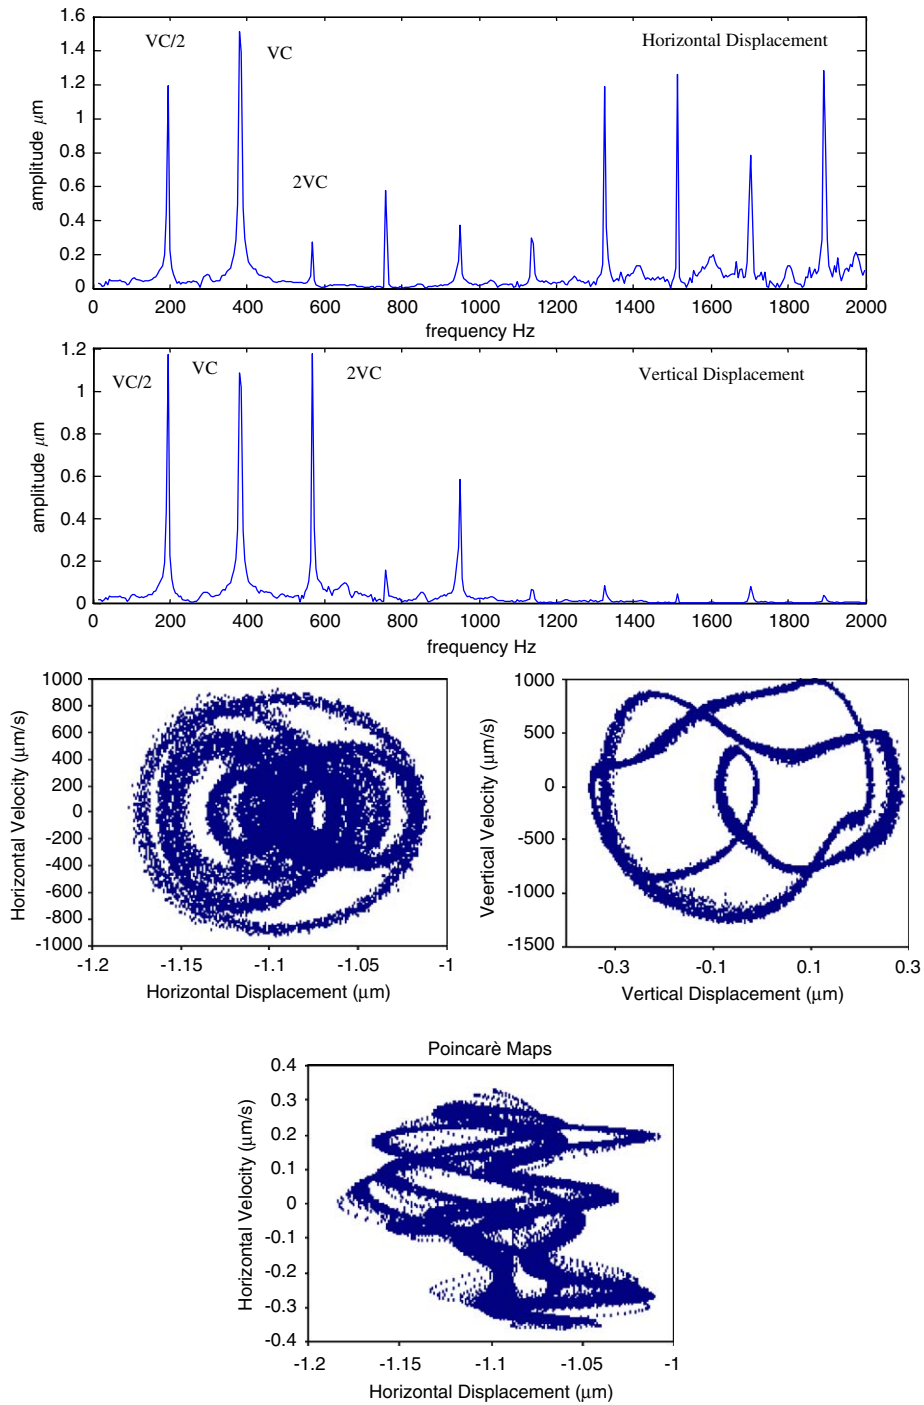 1.6
1.4
1.2
1
0.8
0.6
0.4
0.2
0
amplitude μm
VC/2
VC
2VC
Horizontal Displacement
0 200 400 600 800 1000 1200 1400 1600 1800 2000
frequency Hz
1.2
1
0.8
0.6
0.4
0.2
0
amplitude μm
VC/2
VC
2VC
Vertical Displacement
0 200 400 600 800 1000 1200 1400 1600 1800 2000
frequency Hz
1000
800
600
400
200
0
-200
-400
-600
-800
-1000
Horizontal Velocity (μm/s)
-1.2 -1.15 -1.1 -1.05 -1
Horizontal Displacement (μm)
1000
500
0
-500
-1000
-1500
Vertical Velocity (μm/s)
-0.3 -0.1 0.1 0.3
Vertical Displacement (μm)
Poincarè Maps
0.4
0.3
0.2
0.1
0
-0.1
-0.2
-0.3
-0.4
Horizontal Velocity (μm/s)
-1.2 -1.15 -1.1 -1.05 -1
Horizontal Displacement (μm)